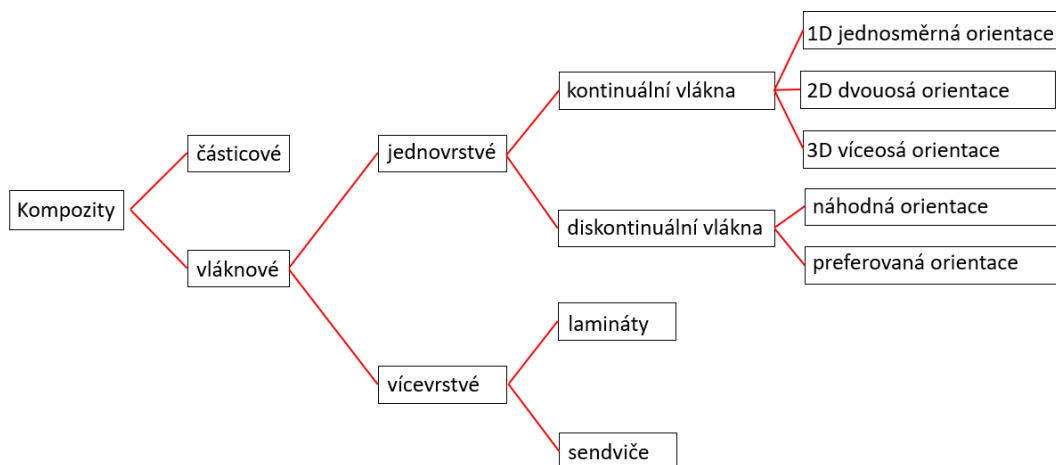 Kompozity
částicové
vláknové
jednovrstvé
vícevrstvé
kontinuální vlákna
diskontinuální vlákna
lamináty
sendviče
1D jednosměrná orientace
2D dvouosá orientace
3D víceosá orientace
náhodná orientace
preferovaná orientace